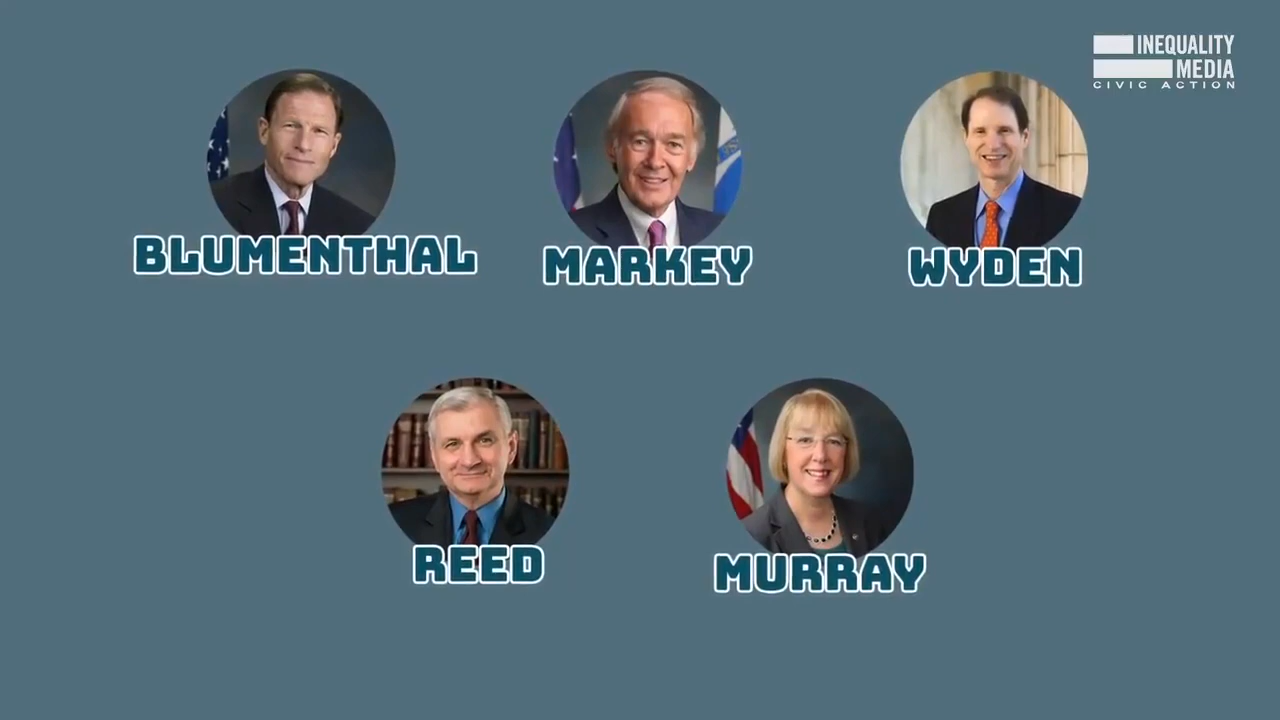 INEQUALITY
MEDIA
CIVIC ACTION
BLUMENTHAL
MARKEY
WYDEN
REED
MURRAY